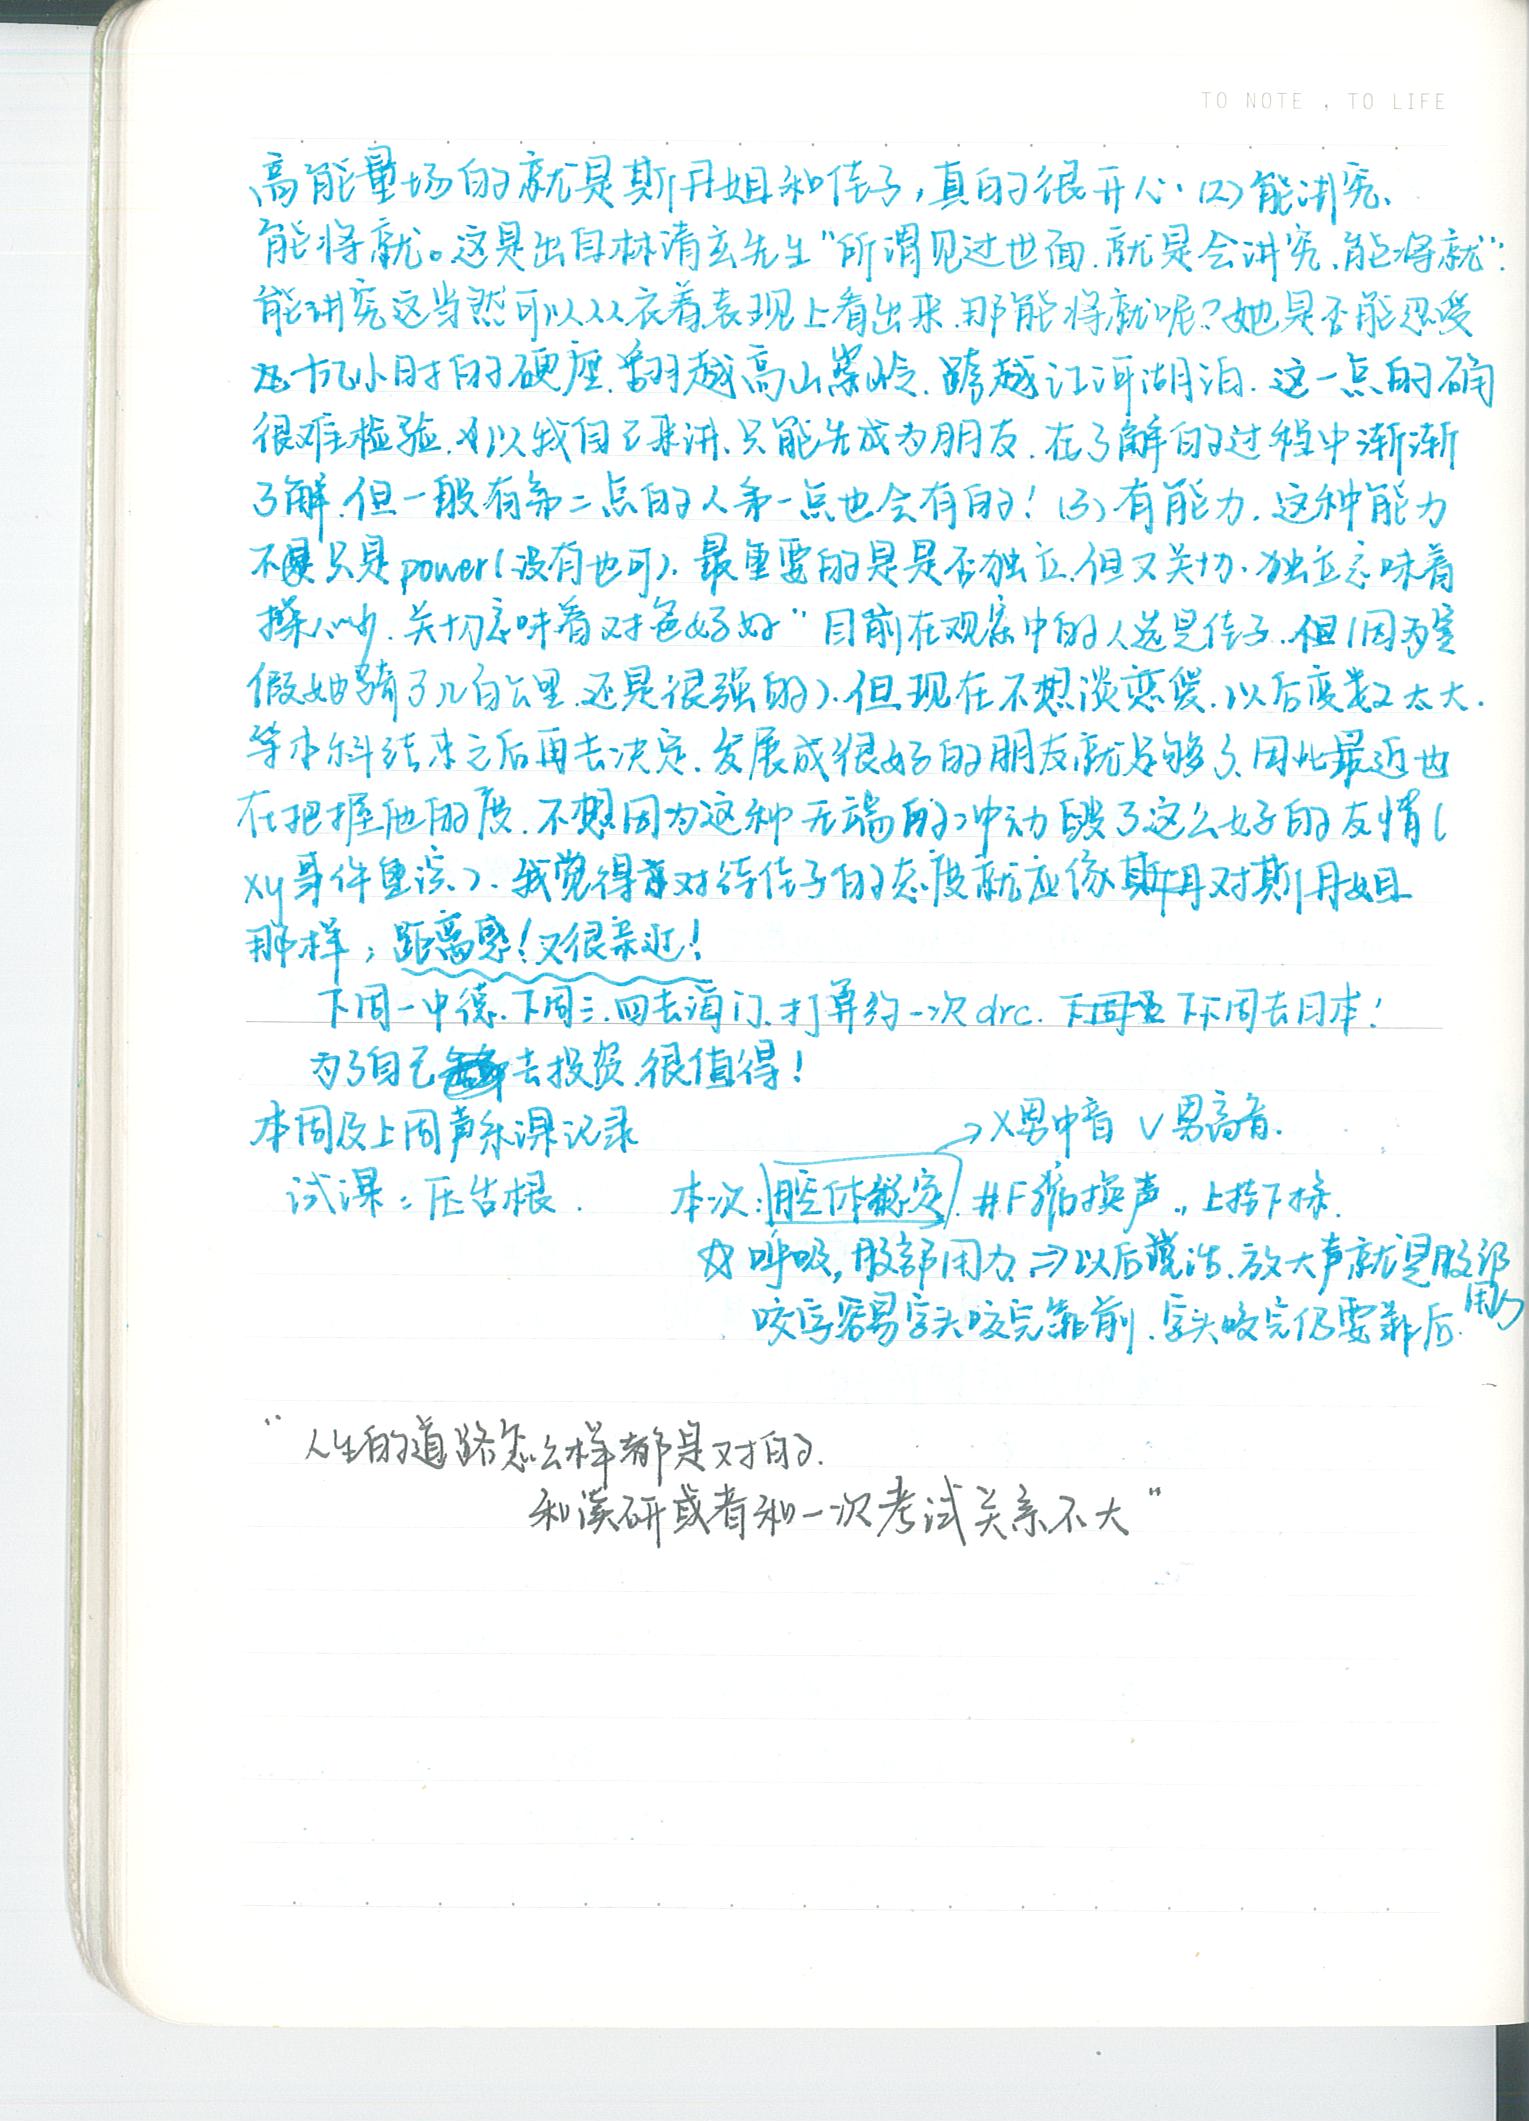 TO NOTE , TO LIFE
高能量场的就是斯丹姐和佳子,真的很开心. (2)能讲究、
能将就。这是出自林清玄先生"所谓见过世面.就是会讲究、能将就".
能讲究这当然可以从衣着表现上看出来.那能将就呢?她是否能忍受
十几小时的硬座.翻越高山崇岭.跨越江河湖泊.这一点的确
很难检验.以我自己来讲.只能先成为朋友.在了解的过程中渐渐
了解.但一般有第二点的人第一点也会有的! (3)有能力.这种能力
不只是power(没有也可).最重要的是是否独立.但又关切.独立意味着
操心少.关切意味着对爸好好" 目前在观察中的人选是佳子.但(因为寒
假她骑了几百公里.还是很强的).但现在不想谈恋爱.以后变数太大.
等本科结束之后再去决定.发展成很好的朋友就足够了.因此最近也
在把握他的度.不想因为这种无端的冲动毁了这么好的友情(
xy事件重演).我觉得对待佳子的态度就应像斯丹对斯丹姐
那样;距离感!又很亲近!
下周一中德.下周三.四去海门.打算约一次drc. 下下周去日本!
为了自己去投资.很值得!
本周及上周声乐课记录
→X男中音 V男高音.
试课:压舌根. 本次:腔体稳定. #F換声.,上挂下探.
☆呼吸,服部用力⇒以后说话.放大声就是服部
用力
咬字容易字头咬完靠前.字头咬完仍要靠后.
"人生的道路怎么样都是对的.
和读研或者和一次考试关系不大"